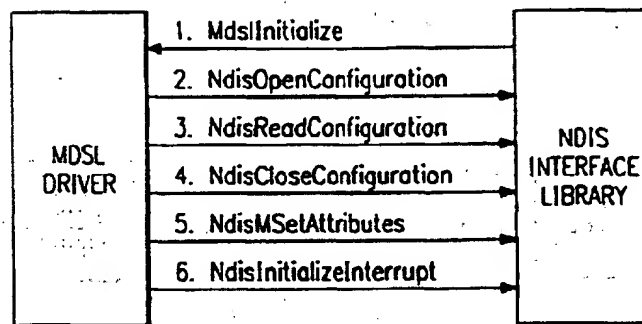 1. MdslInitialize
2. NdisOpenConfiguration
3. NdisReadConfiguration
4. NdisCloseConfiguration
5. NdisMSetAttributes
6. NdisInitializeInterrupt
MDSL
DRIVER
NDIS
INTERFACE
LIBRARY